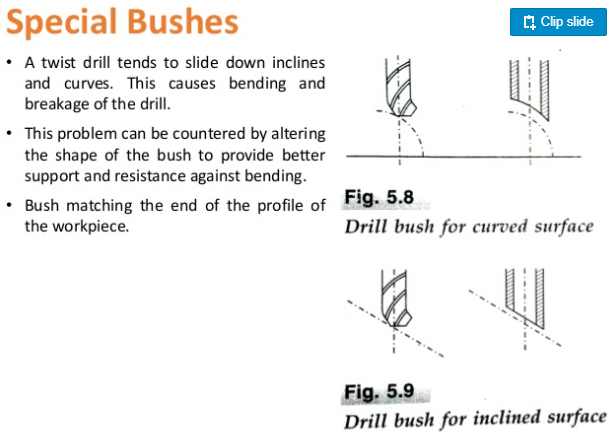 Special Bushes
Clip slide
• A twist drill tends to slide down inclines
and curves. This causes bending and
breakage of the drill.
• This problem can be countered by altering
the shape of the bush to provide better
support and resistance against bending.
• Bush matching the end of the profile of
the workpiece.
Fig. 5.8
Drill bush for curved surface
Fig. 5.9
Drill bush for inclined surface